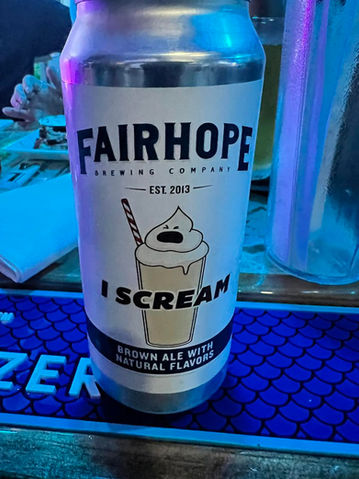 FAIRHOPE
BREWING COMPANY
EST. 2013
I SCREAM
BROWN ALE WITH
NATURAL FLAVORS
ZER